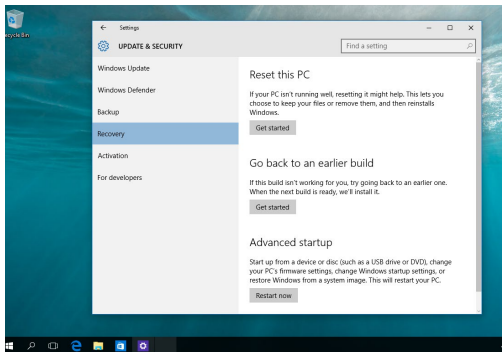 Recycle Bin
← Settings
UPDATE & SECURITY
Find a setting
Windows Update
Windows Defender
Backup
Recovery
Activation
For developers
Reset this PC
If your PC isn't running well, resetting it might help. This lets you
choose to keep your files or remove them, and then reinstalls
Windows.
Get started
Go back to an earlier build
If this build isn't working for you, try going back to an earlier one.
When the next build is ready, we'll install it.
Get started
Advanced startup
Start up from a device or disc (such as a USB drive or DVD), change
your PC's firmware settings, change Windows startup settings, or
restore Windows from a system image. This will restart your PC.
Restart now